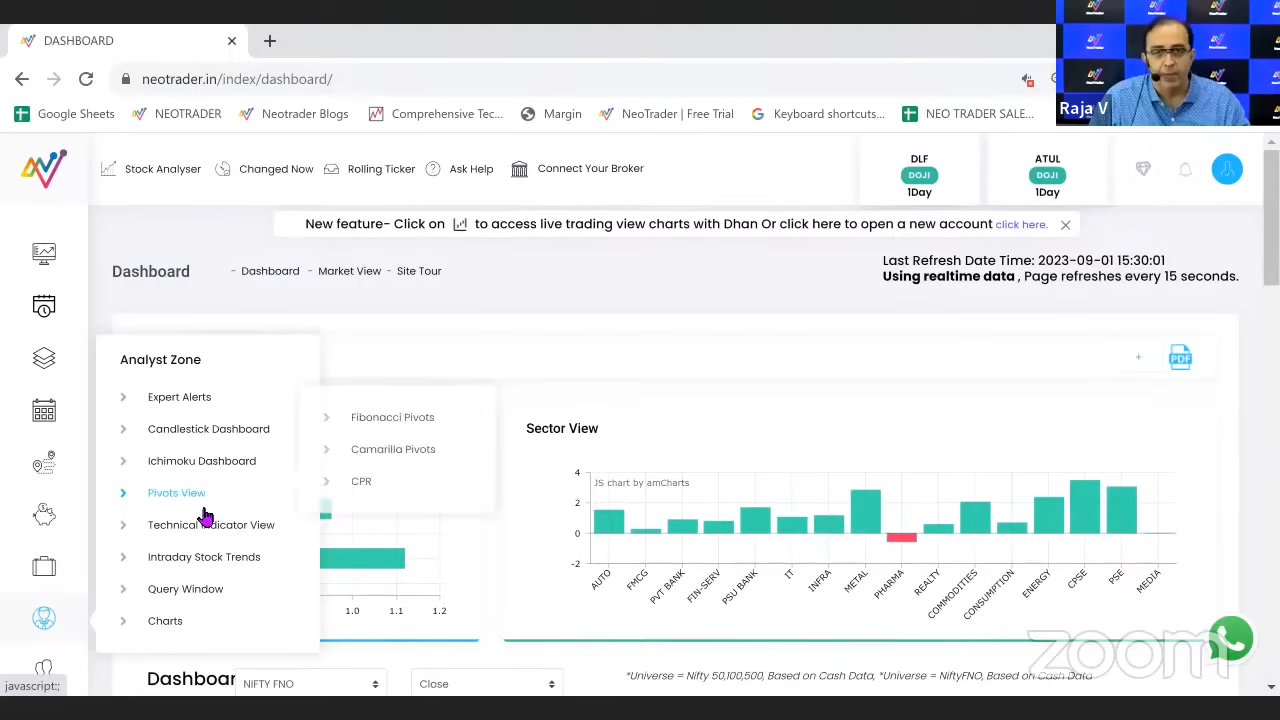 DASHBOARD
neotrader.in/index/dashboard/
Google Sheets NEOTRADER Neotrader Blogs Comprehensive Tec... Margin NeoTrader | Free Trial Keyboard shortcuts... NEO TRADER SALE...
Raja V
Stock Analyser Changed Now Rolling Ticker Ask Help Connect Your Broker
DLF ATUL
DOJI DOJI
1Day 1Day
New feature- Click on to access live trading view charts with Dhan Or click here to open a new account click here.
Dashboard - Dashboard - Market View - Site Tour
Last Refresh Date Time: 2023-09-01 15:30:01
Using realtime data , Page refreshes every 15 seconds.
Analyst Zone
PDF
Expert Alerts
Candlestick Dashboard
Ichimoku Dashboard
Pivots View
Technical Indicator View
Intraday Stock Trends
Query Window
Charts
Fibonacci Pivots
Camarilla Pivots
CPR
1.0 1.1 1.2
Sector View
JS chart by amCharts
4
2
0
-2
AUTO FMCG PVT BANK FIN-SERV PSU BANK IT INFRA METAL PHARMA REALTY COMMODITIES CONSUMPTION ENERGY CPSE PSE MEDIA
Dashboar NIFTY FNO Close *Universe = Nifty 50,100,500, Based on Cash Data, *Universe = NiftyFNO, Based on Cash Data
zoom
javascript:;